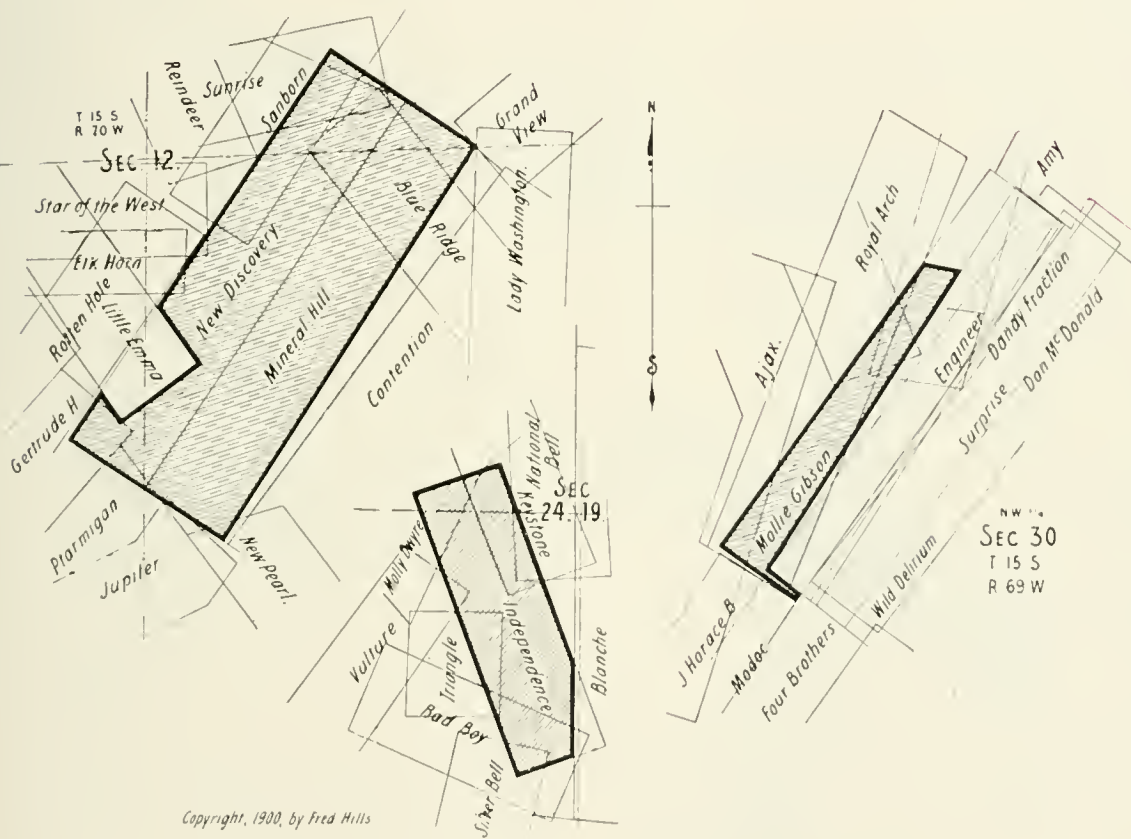 T 15 S
R 70 W
SEC 12.
Reindeer
Sunrise
Sanborn
Grand
View
Star of the West
Elk Horn
Rotten Hole
Little Emma
New Discovery
Mineral Hill
Blue Ridge
Lady Washington.
Contention
Gertrude H
Ptarmigan
Jupiter
New Pearl.
N
S
National
Bell
Keystone
SEC
24-19
Molly Dwyre
Vulture
Triangle
Independence
Bad Boy
Blanche
Silver Bell
Royal Arch
Amy
Ajax.
Engineer
Dandy Fraction
Dan McDonald
Surprise
Mollie Gibson
NW 1/4
SEC 30
T 15 S
R 69 W
J Horace B
Modoc
Four Brothers
Wild Delirium
Copyright, 1900, by Fred Hills